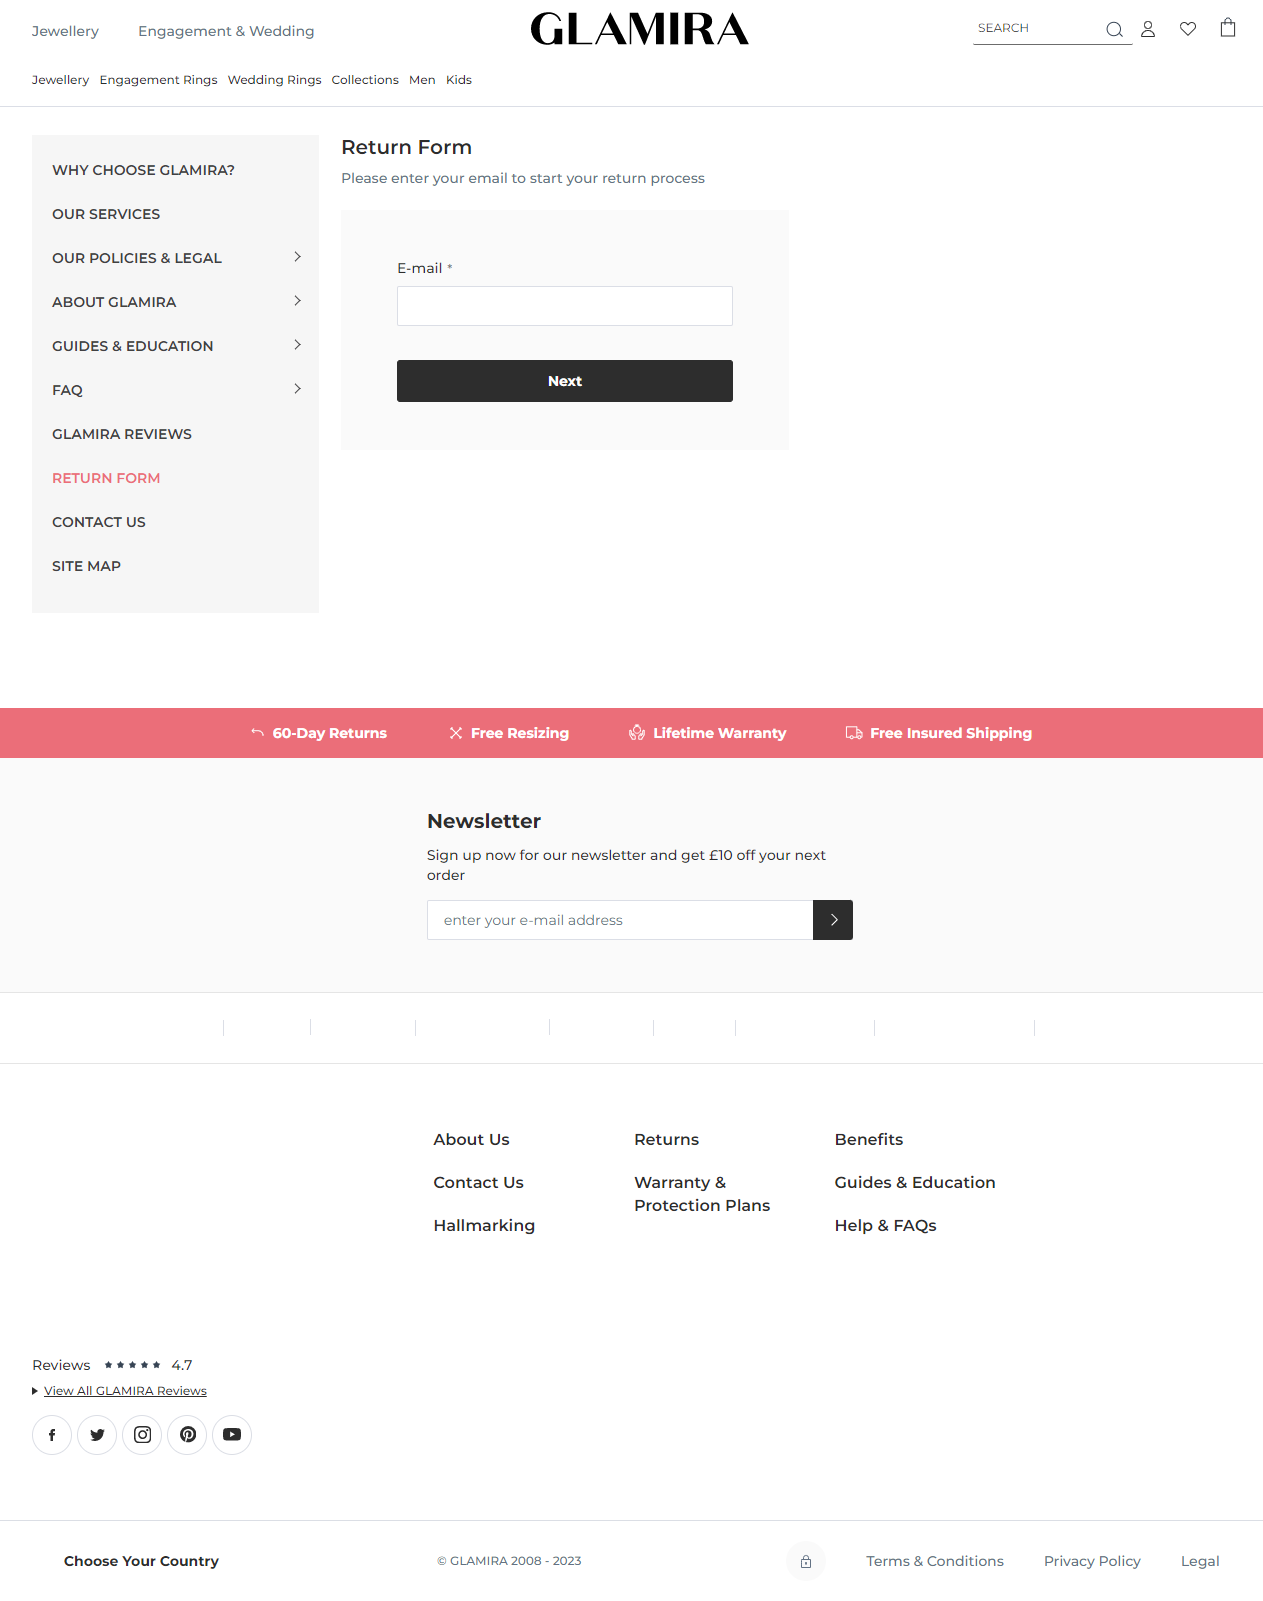 Jewellery
Engagement & Wedding
GLAMIRA
SEARCH
Jewellery Engagement Rings Wedding Rings Collections Men Kids
WHY CHOOSE GLAMIRA?
OUR SERVICES
OUR POLICIES & LEGAL
ABOUT GLAMIRA
GUIDES & EDUCATION
FAQ
GLAMIRA REVIEWS
RETURN FORM
CONTACT US
SITE MAP
Return Form
Please enter your email to start your return process
E-mail *
Next
60-Day Returns
Free Resizing
Lifetime Warranty
Free Insured Shipping
Newsletter
Sign up now for our newsletter and get £10 off your next
order
enter your e-mail address
About Us
Contact Us
Hallmarking
Returns
Warranty &
Protection Plans
Benefits
Guides & Education
Help & FAQs
Reviews 4.7
View All GLAMIRA Reviews
Choose Your Country
© GLAMIRA 2008 - 2023
Terms & Conditions
Privacy Policy
Legal